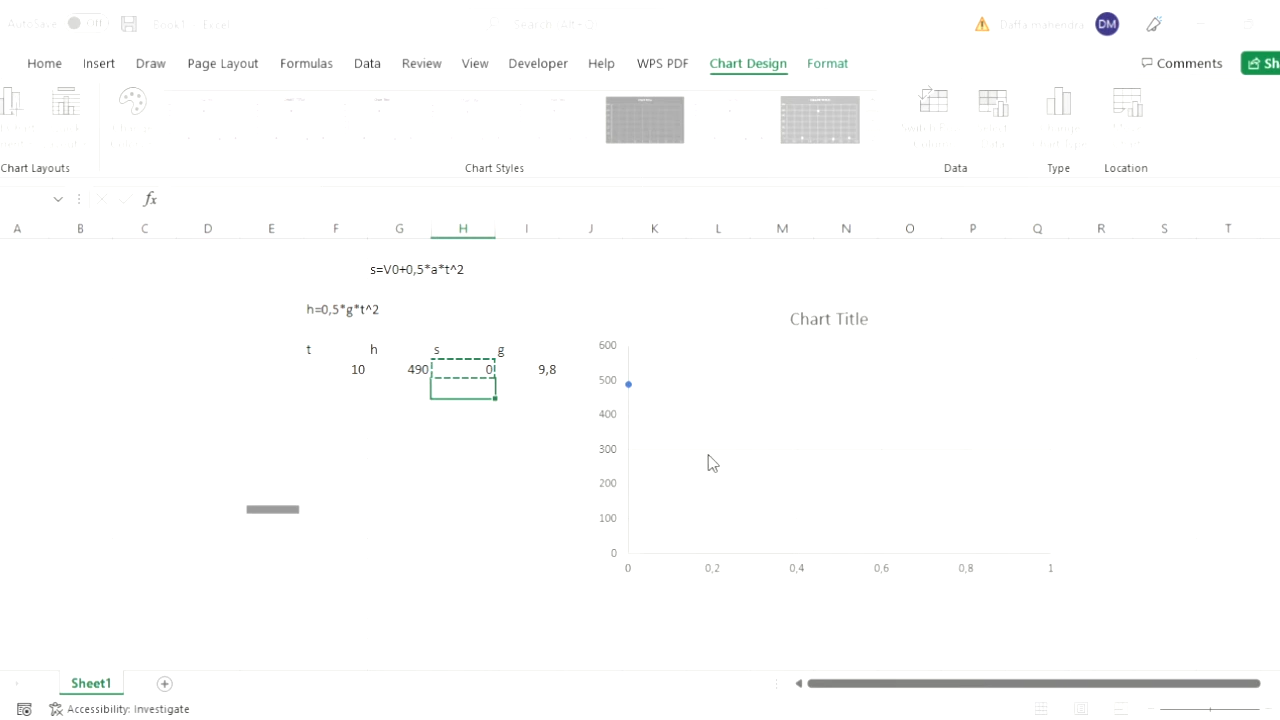 AutoSave Off Book1 Excel Search (Alt+Q) Daffa mahendra DM
Home Insert Draw Page Layout Formulas Data Review View Developer Help WPS PDF Chart Design Format Comments Sh
Chart Layouts Chart Styles Data Type Location
fx
A B C D E F G H I J K L M N O P Q R S T
s=V0+0,5*a*t^2
h=0,5*g*t^2
t h s g
10 490 0 9,8
Chart Title
600
500
400
300
200
100
0
0 0,2 0,4 0,6 0,8 1
Sheet1
Accessibility: Investigate